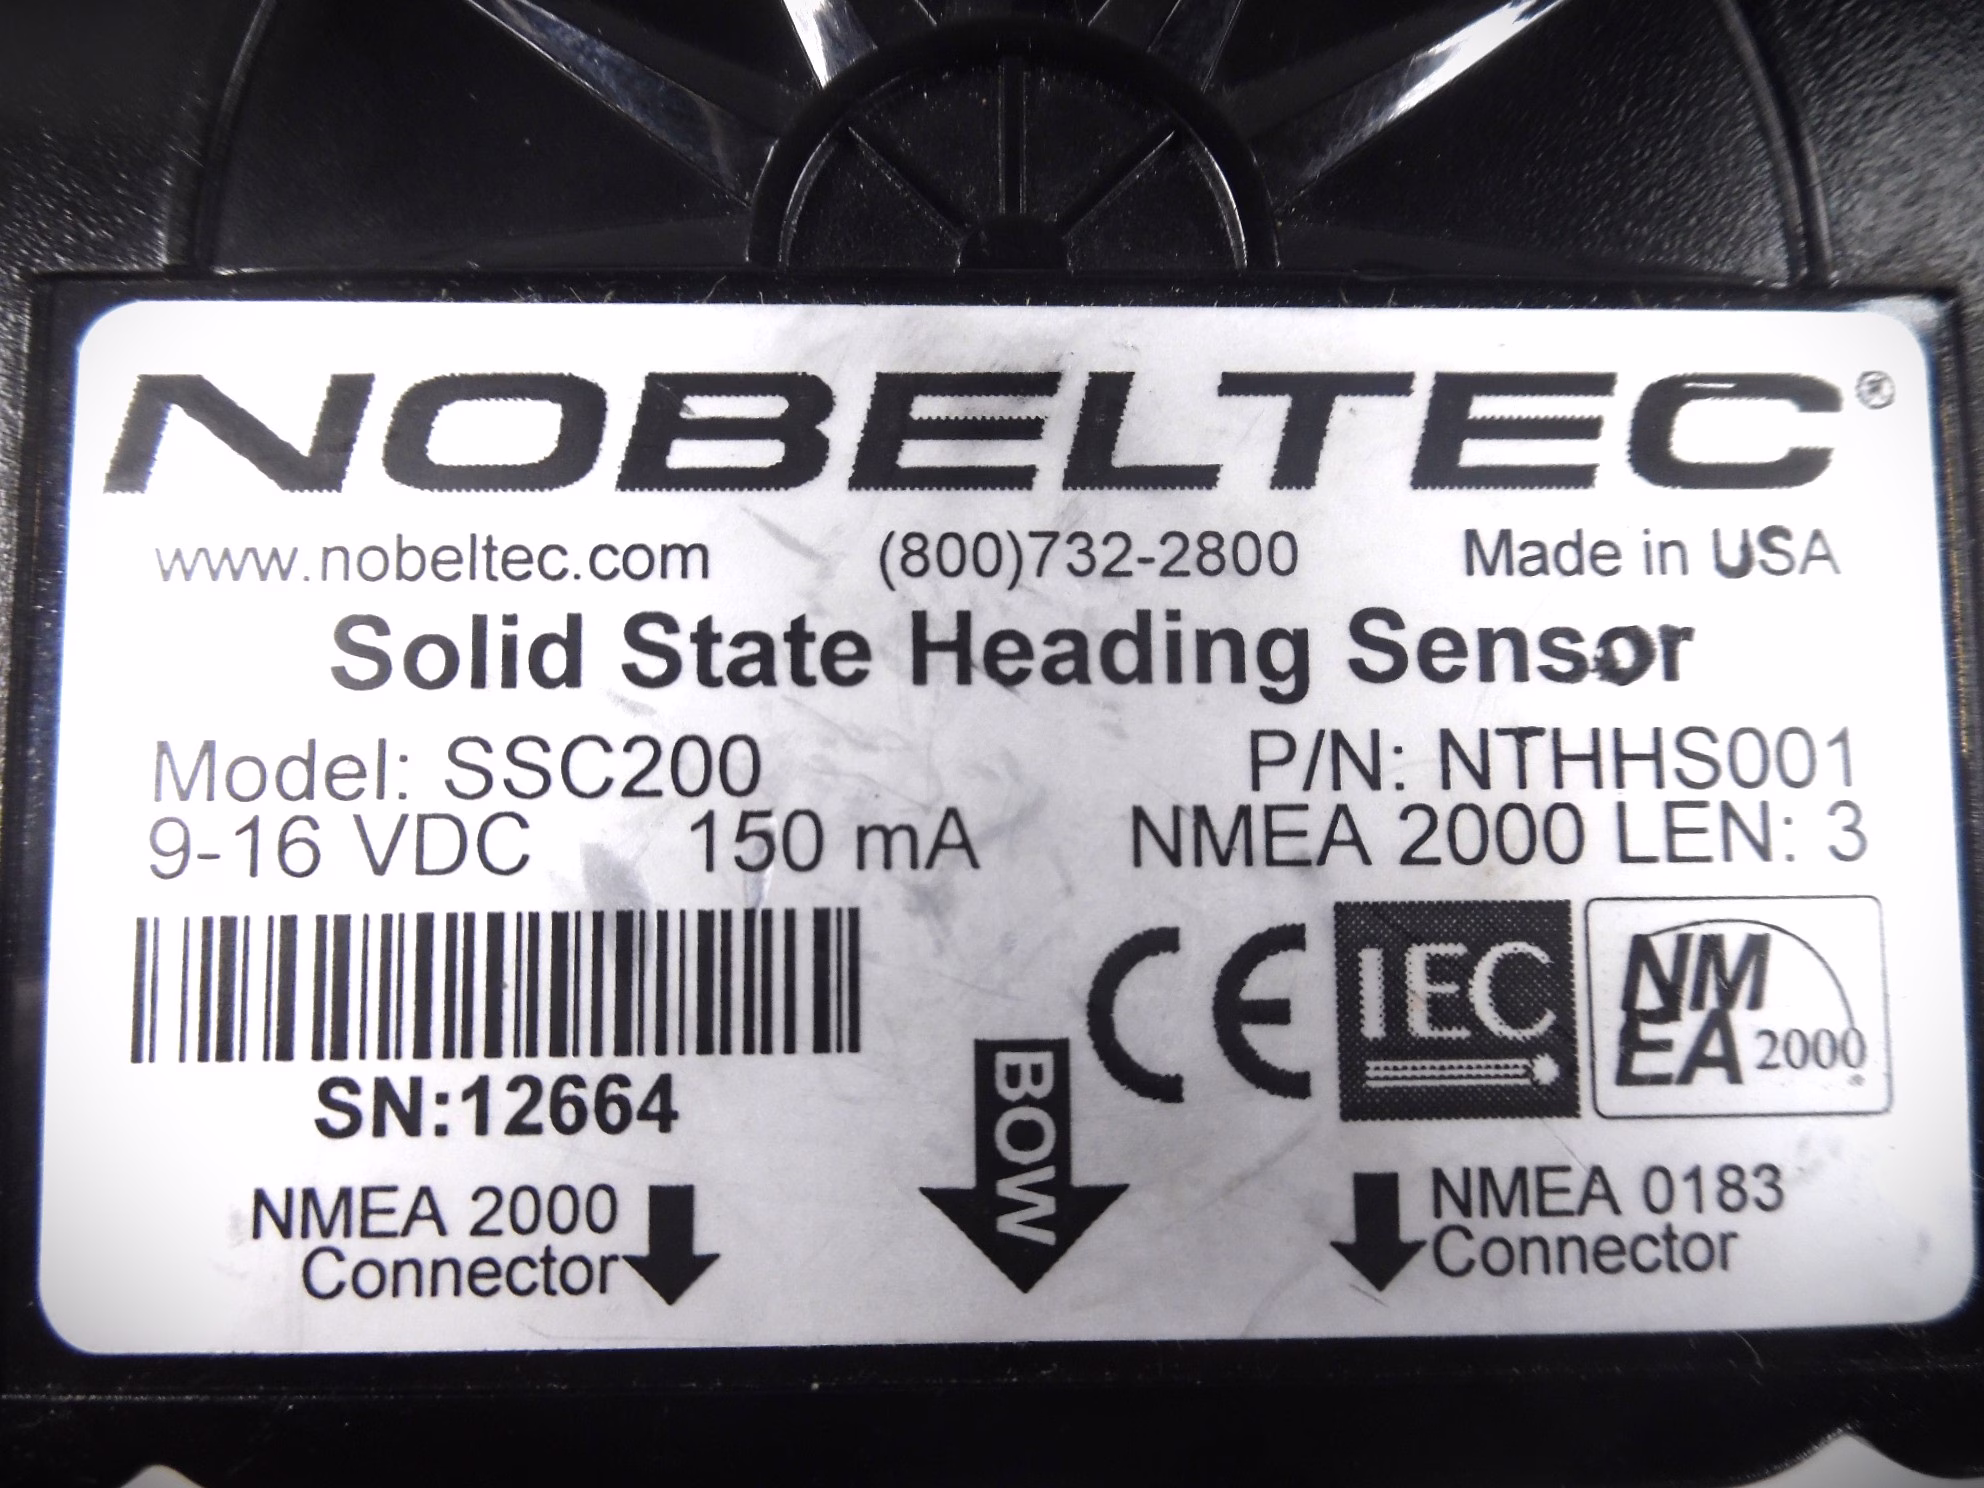 NOBELTEC®
www.nobeltec.com (800)732-2800 Made in USA
Solid State Heading Sensor
Model: SSC200 P/N: NTHHS001
9-16 VDC 150 mA NMEA 2000 LEN: 3
CE IEC NMEA 2000
SN:12664
BOW
NMEA 2000 Connector
NMEA 0183 Connector